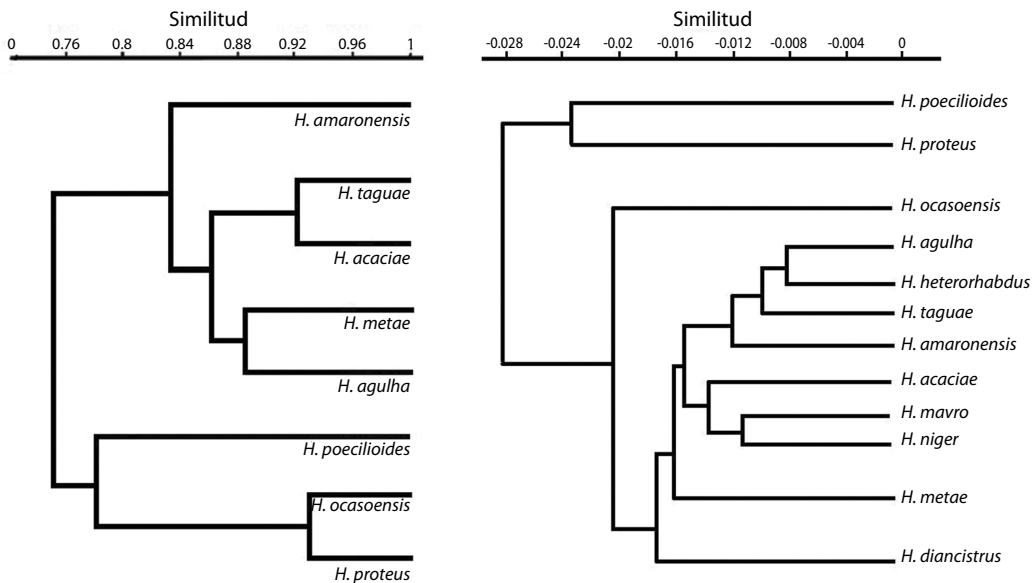 Similitud
0 0.76 0.8 0.84 0.88 0.92 0.96 1
H. amaronensis
H. taguae
H. acaciae
H. metae
H. agulha
H. poecilioides
H. ocasoensis
H. proteus
Similitud
-0.028 -0.024 -0.02 -0.016 -0.012 -0.008 -0.004 0
H. poecilioides
H. proteus
H. ocasoensis
H. agulha
H. heterorhabdus
H. taguae
H. amaronensis
H. acaciae
H. mavro
H. niger
H. metae
H. diancistrus